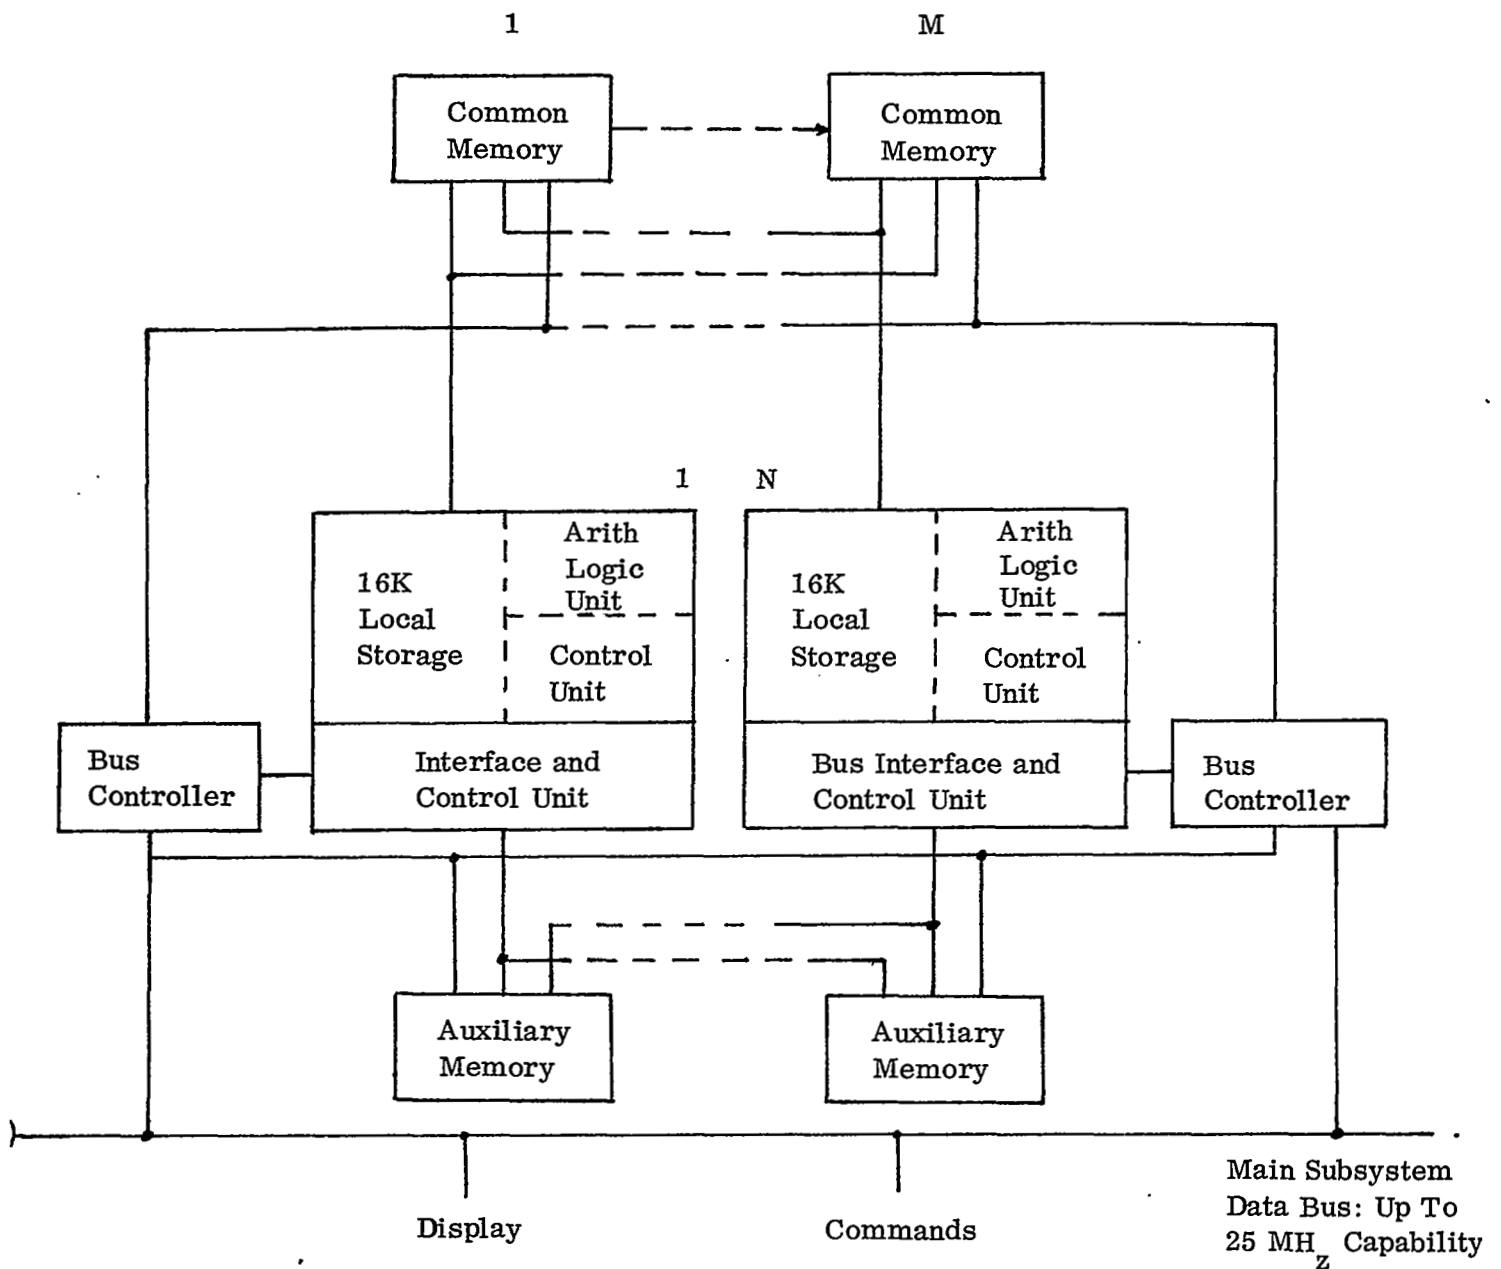 1
M
Common
Memory
Common
Memory
1
N
16K
Local
Storage
Arith
Logic
Unit
Control
Unit
16K
Local
Storage
Arith
Logic
Unit
Control
Unit
Bus
Controller
Interface and
Control Unit
Bus Interface and
Control Unit
Bus
Controller
Auxiliary
Memory
Auxiliary
Memory
Display
Commands
Main Subsystem
Data Bus: Up To
25 MHz Capability